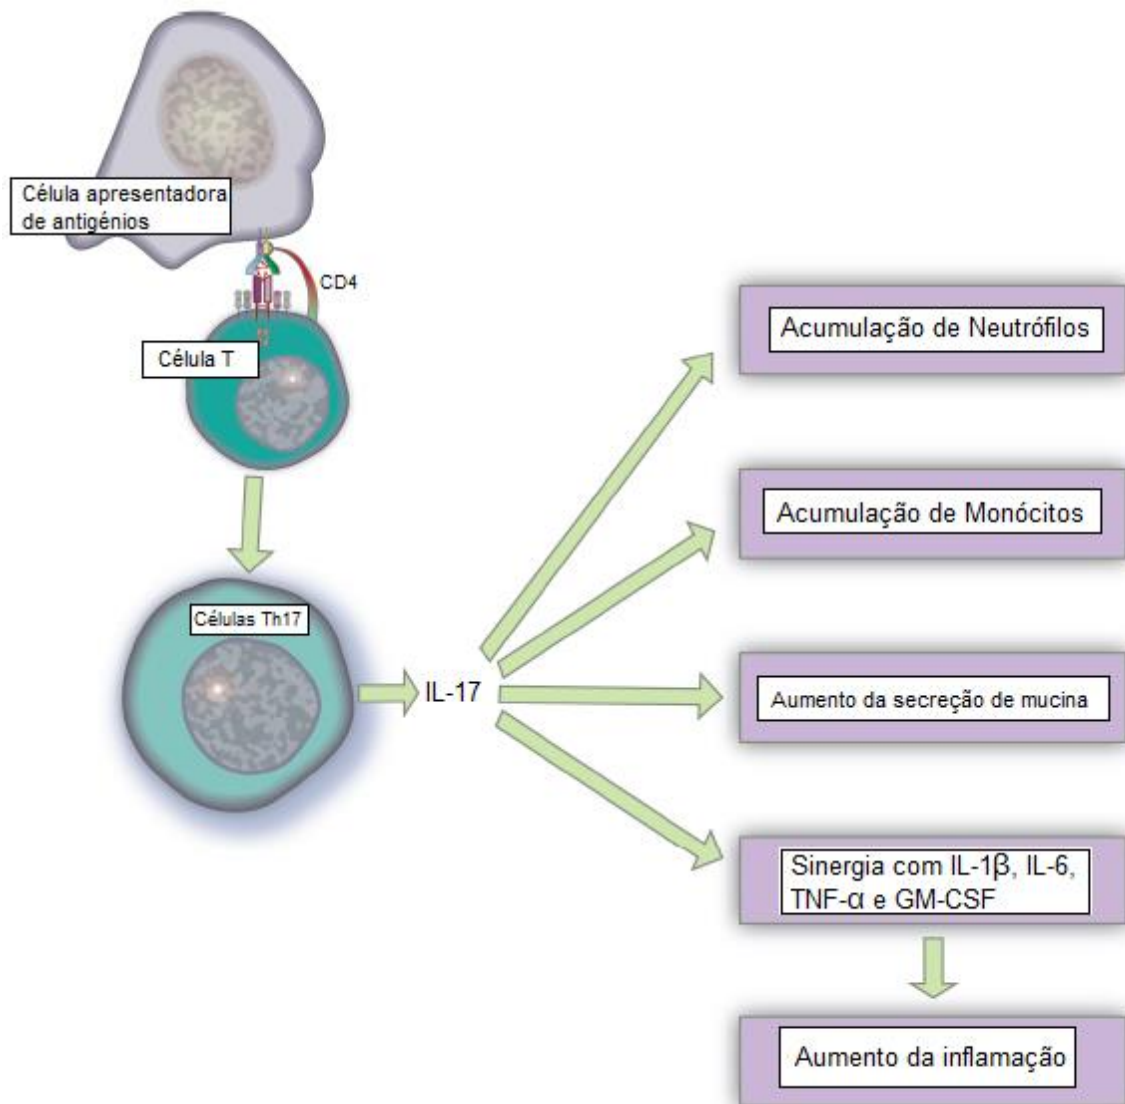 Célula apresentadora
de antigénios
CD4
Célula T
Células Th17
IL-17
Acumulação de Neutrófilos
Acumulação de Monócitos
Aumento da secreção de mucina
Sinergia com IL-1β, IL-6,
TNF-α e GM-CSF
Aumento da inflamação